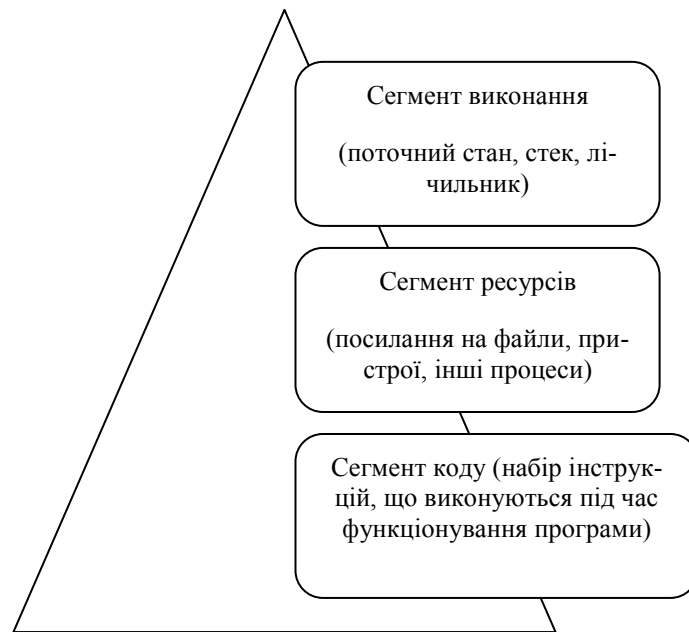 Сегмент виконання
(поточний стан, стек, лі-
чильник)
Сегмент ресурсів
(посилання на файли, при-
строї, інші процеси)
Сегмент коду (набір інструк-
цій, що виконуються під час
функціонування програми)